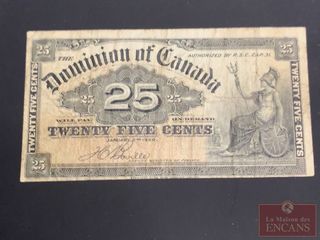 25
THE
AUTHORIZED BY R.S.C. CAP. 31.
25
Dominion of Canada
TWENTY FIVE CENTS
25
25
25
TWENTY FIVE CENTS
WILL PAY
ON DEMAND
TWENTY FIVE CENTS
25
25
La Maison des
ENCANS